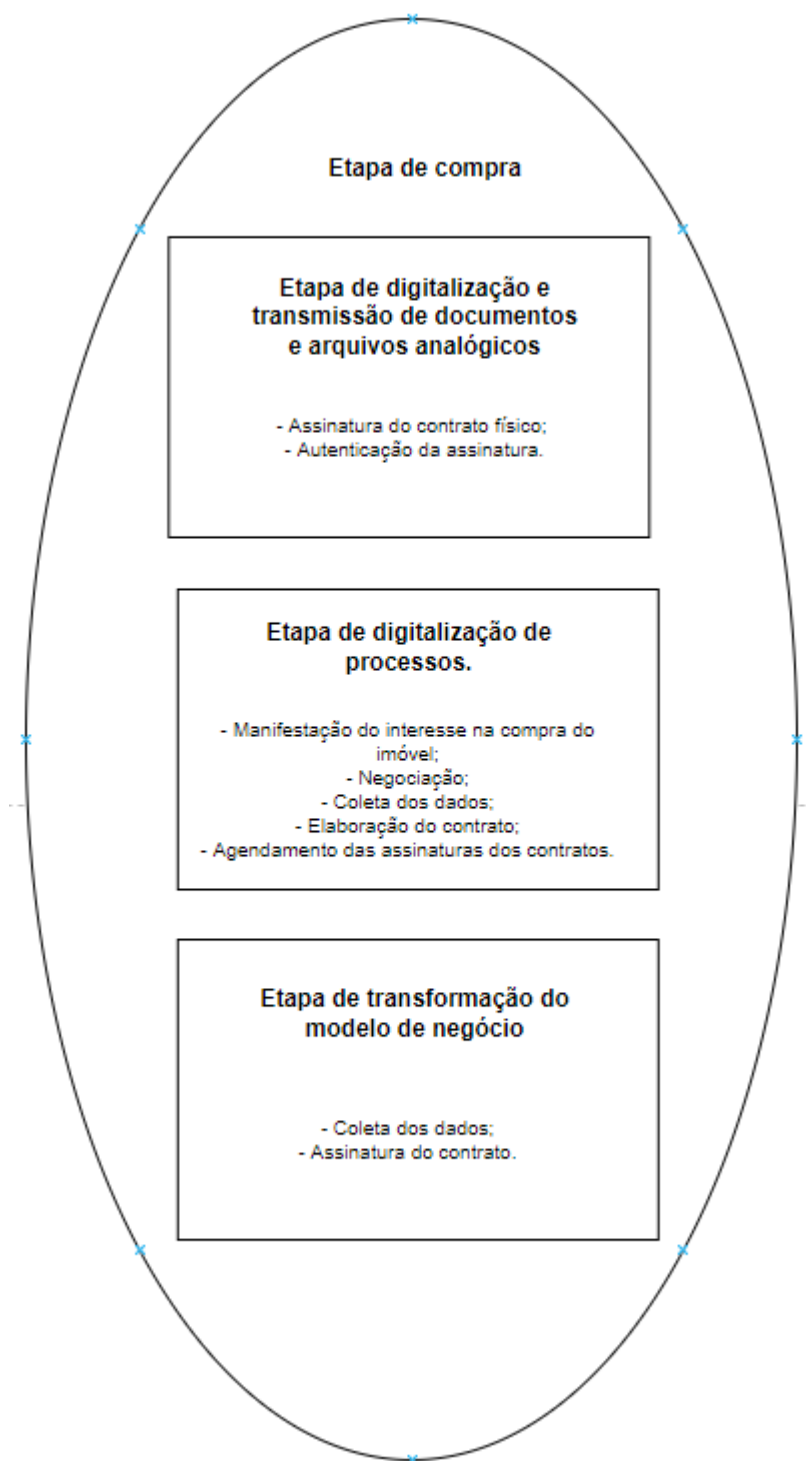 Etapa de compra
Etapa de digitalização e
transmissão de documentos
e arquivos analógicos
- Assinatura do contrato físico;
- Autenticação da assinatura.
Etapa de digitalização de
processos.
- Manifestação do interesse na compra do
imóvel;
- Negociação;
- Coleta dos dados;
- Elaboração do contrato;
- Agendamento das assinaturas dos contratos.
Etapa de transformação do
modelo de negócio
- Coleta dos dados;
- Assinatura do contrato.